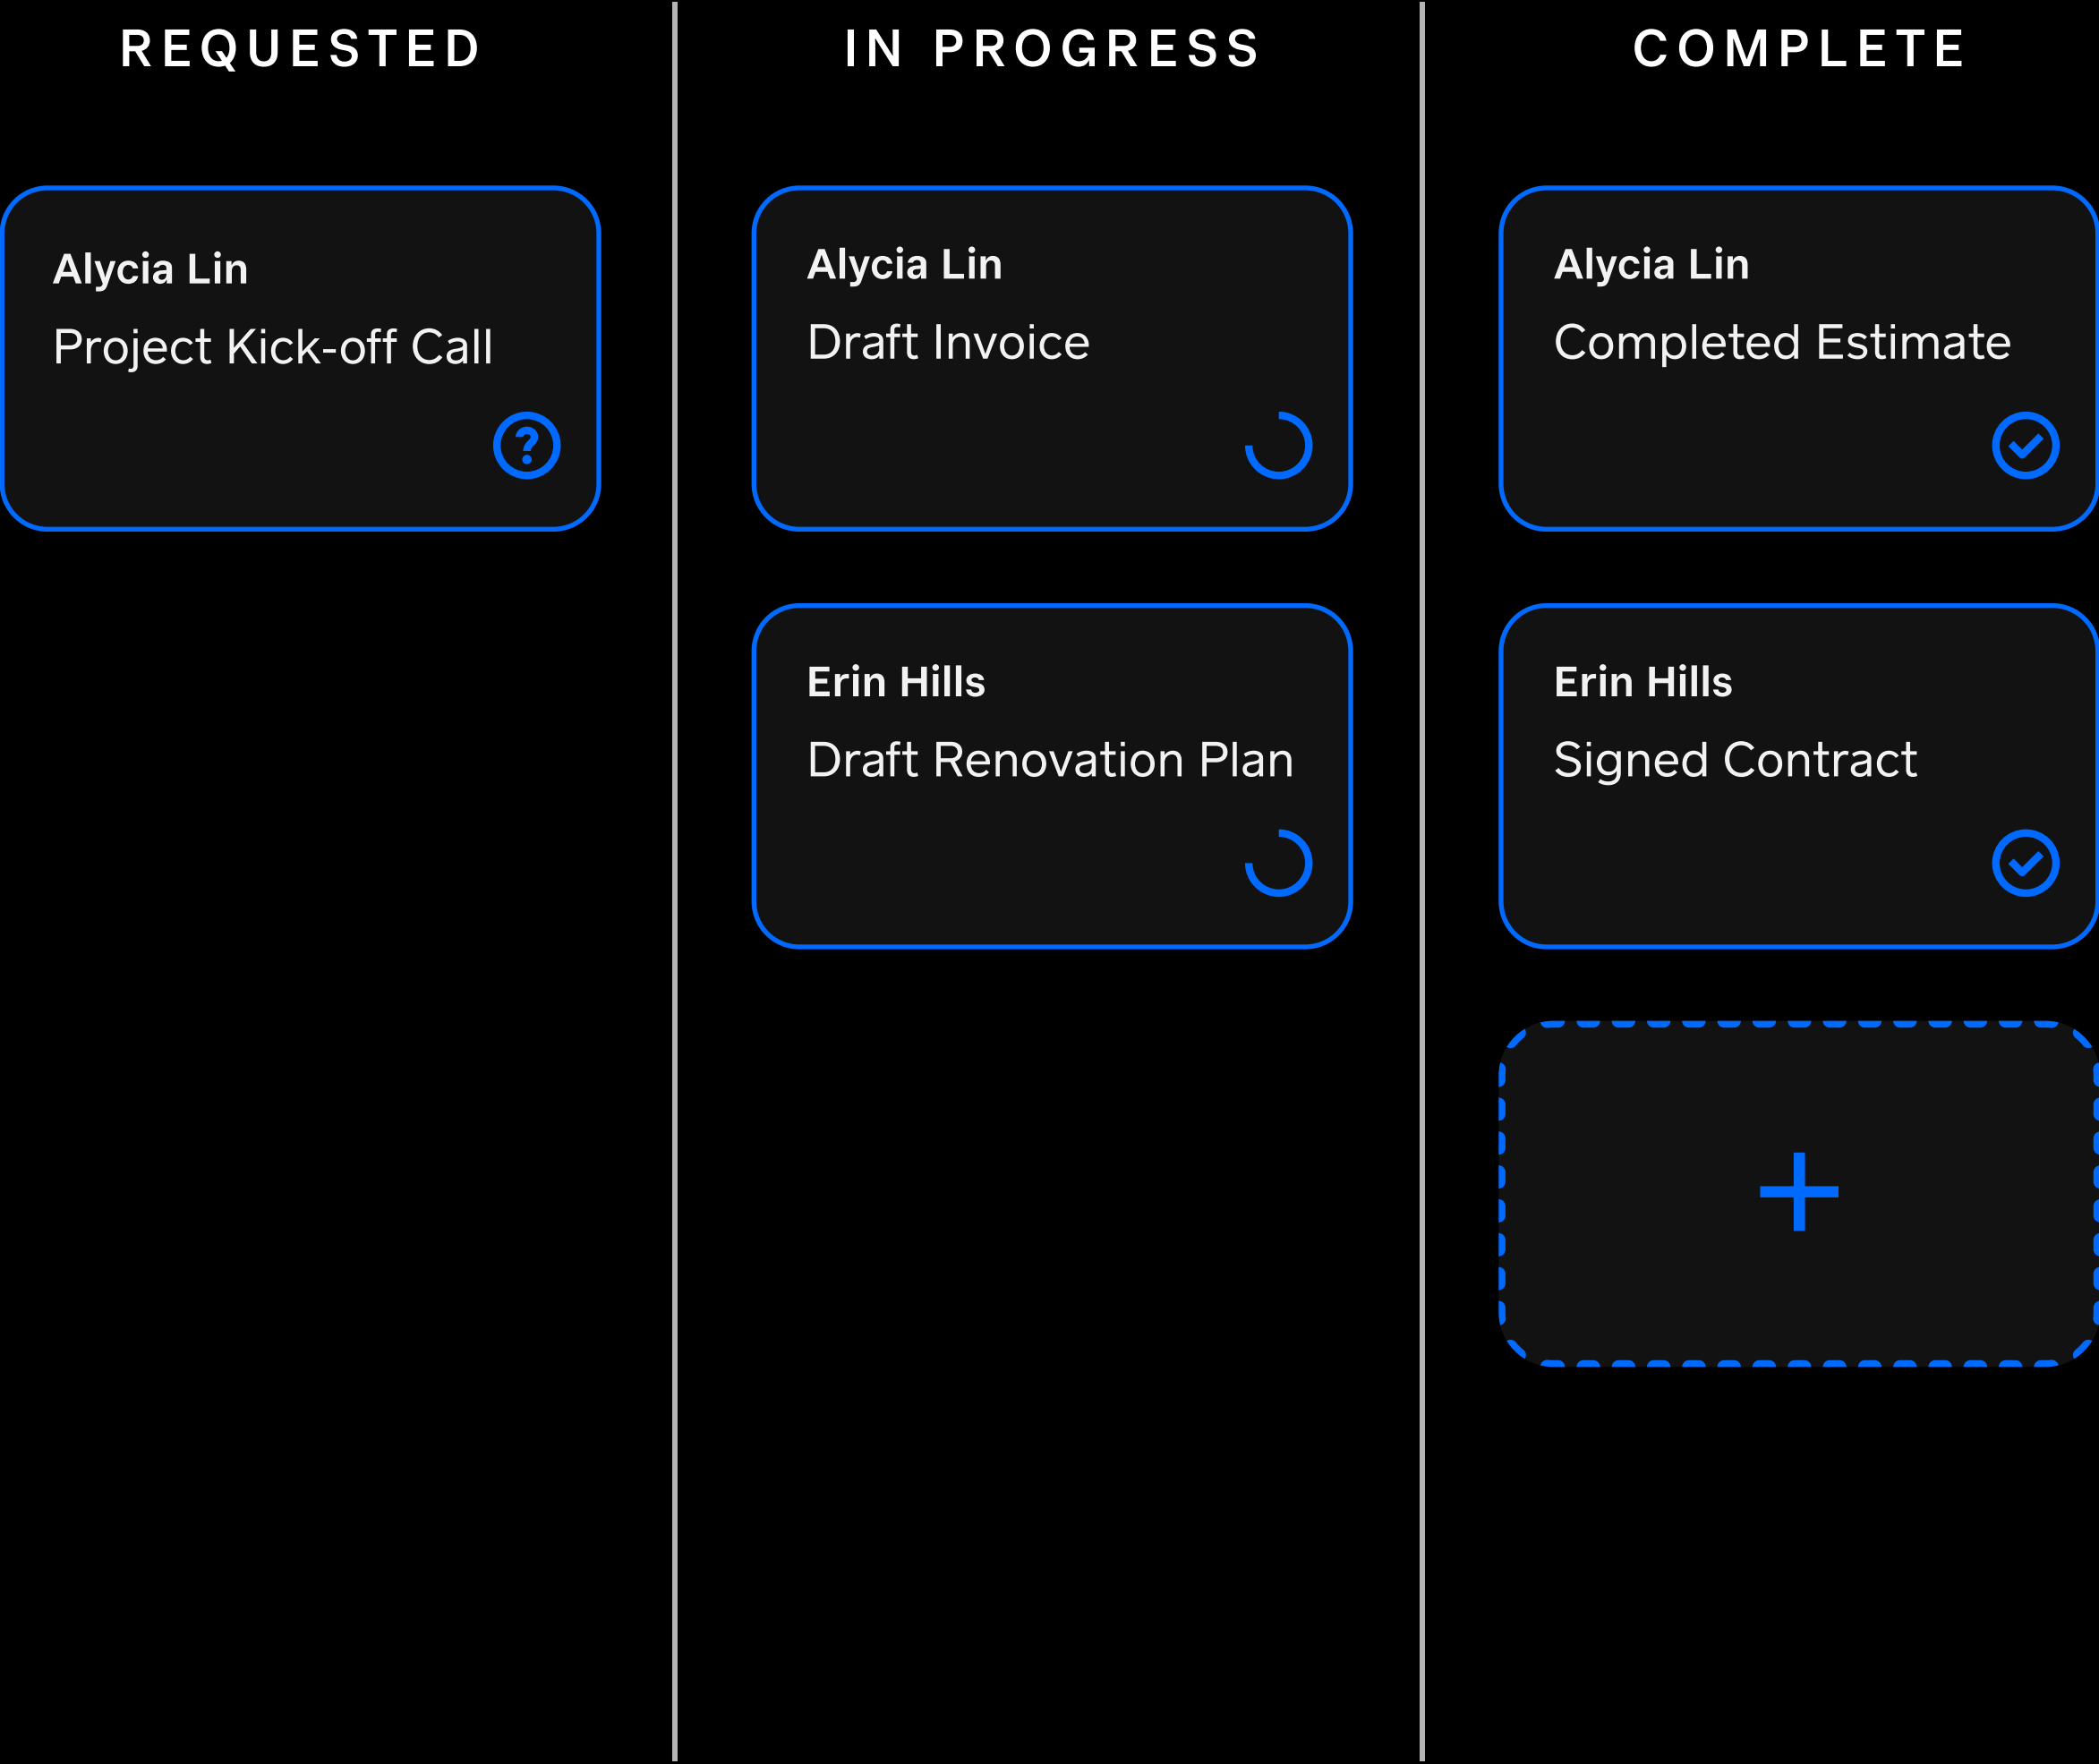 REQUESTED
Alycia Lin
Project Kick-off Call
IN PROGRESS
Alycia Lin
Draft Invoice
Erin Hills
Draft Renovation Plan
COMPLETE
Alycia Lin
Completed Estimate
Erin Hills
Signed Contract